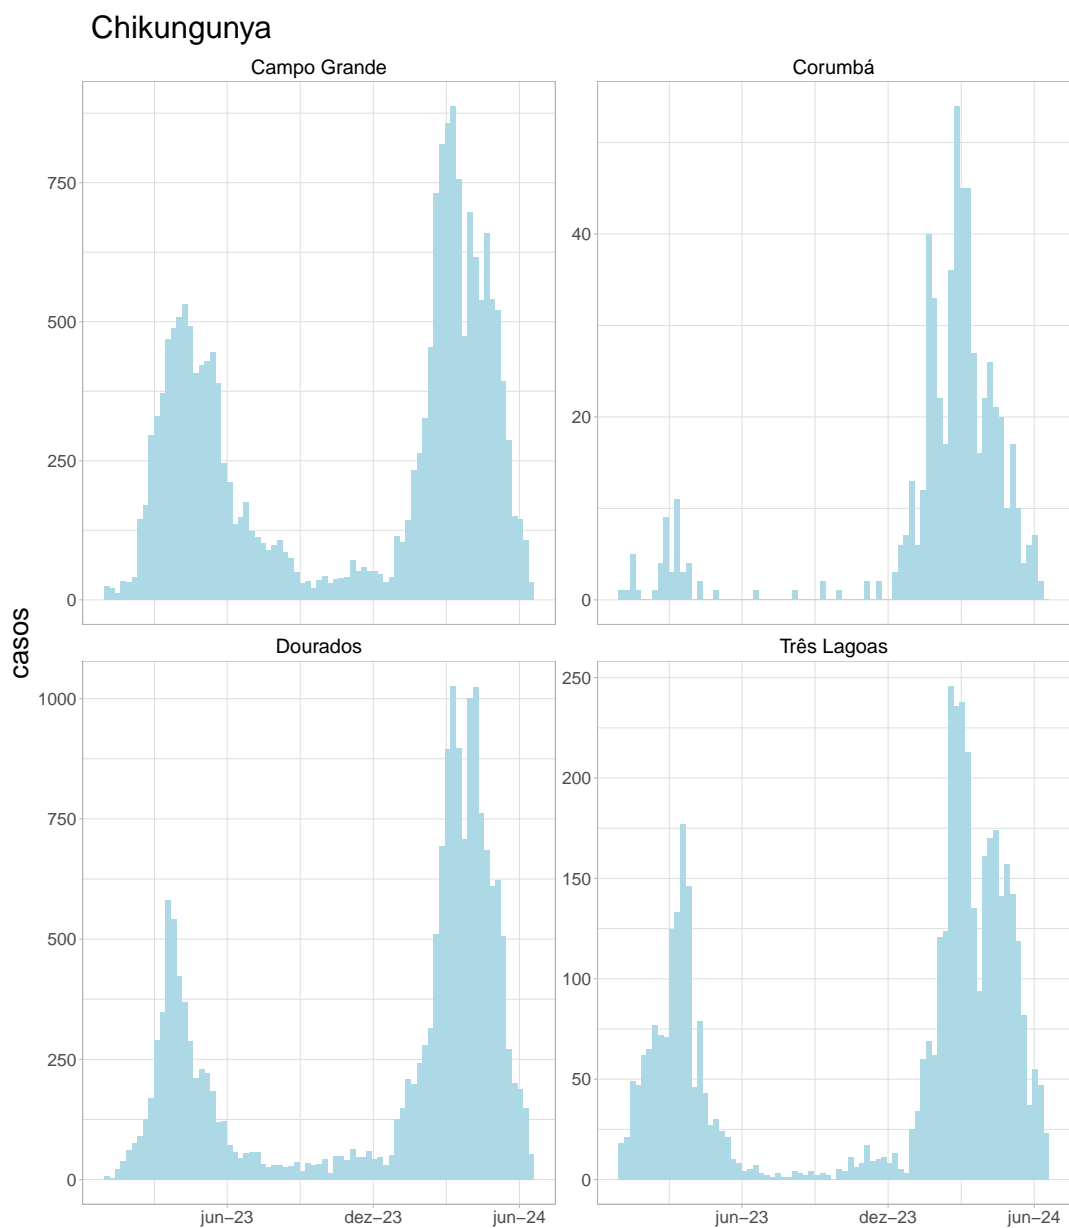 Chikungunya
Campo Grande
Corumbá
750
500
250
0
40
20
0
casos
Dourados
Três Lagoas
1000
750
500
250
0
250
200
150
100
50
0
jun–23
dez–23
jun–24
jun–23
dez–23
jun–24